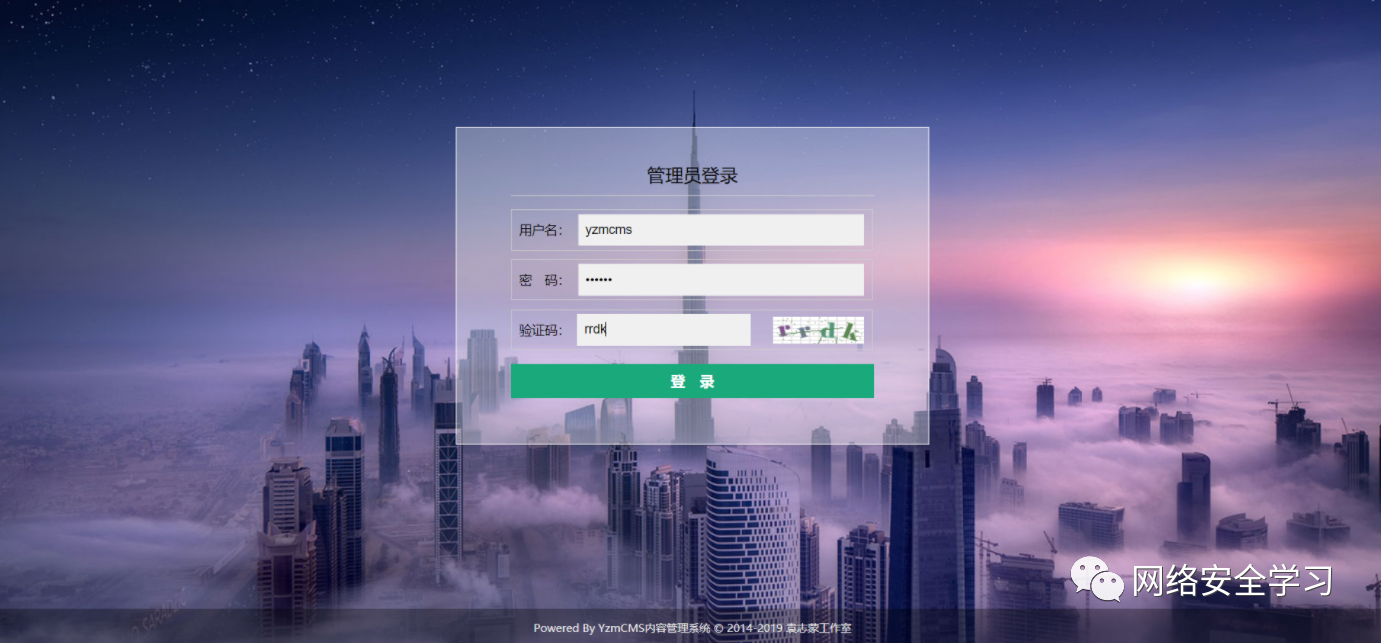 管理员登录
用户名： yzmcms
密 码： ••••••
验证码： rrdk rrdk
登 录
网络安全学习
Powered By YzmCMS内容管理系统 © 2014-2019 袁志蒙工作室